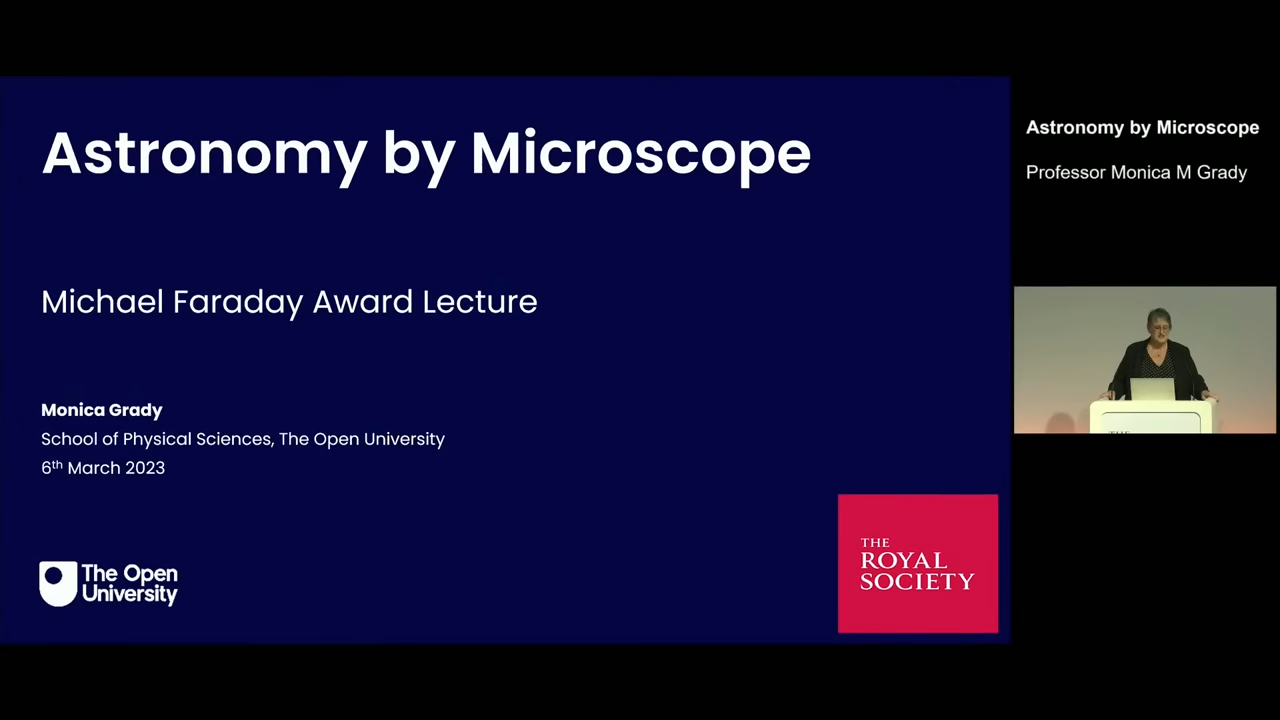 Astronomy by Microscope
Michael Faraday Award Lecture
Monica Grady
School of Physical Sciences, The Open University
6th March 2023
The Open
University
THE
ROYAL
SOCIETY
Astronomy by Microscope
Professor Monica M Grady
THE